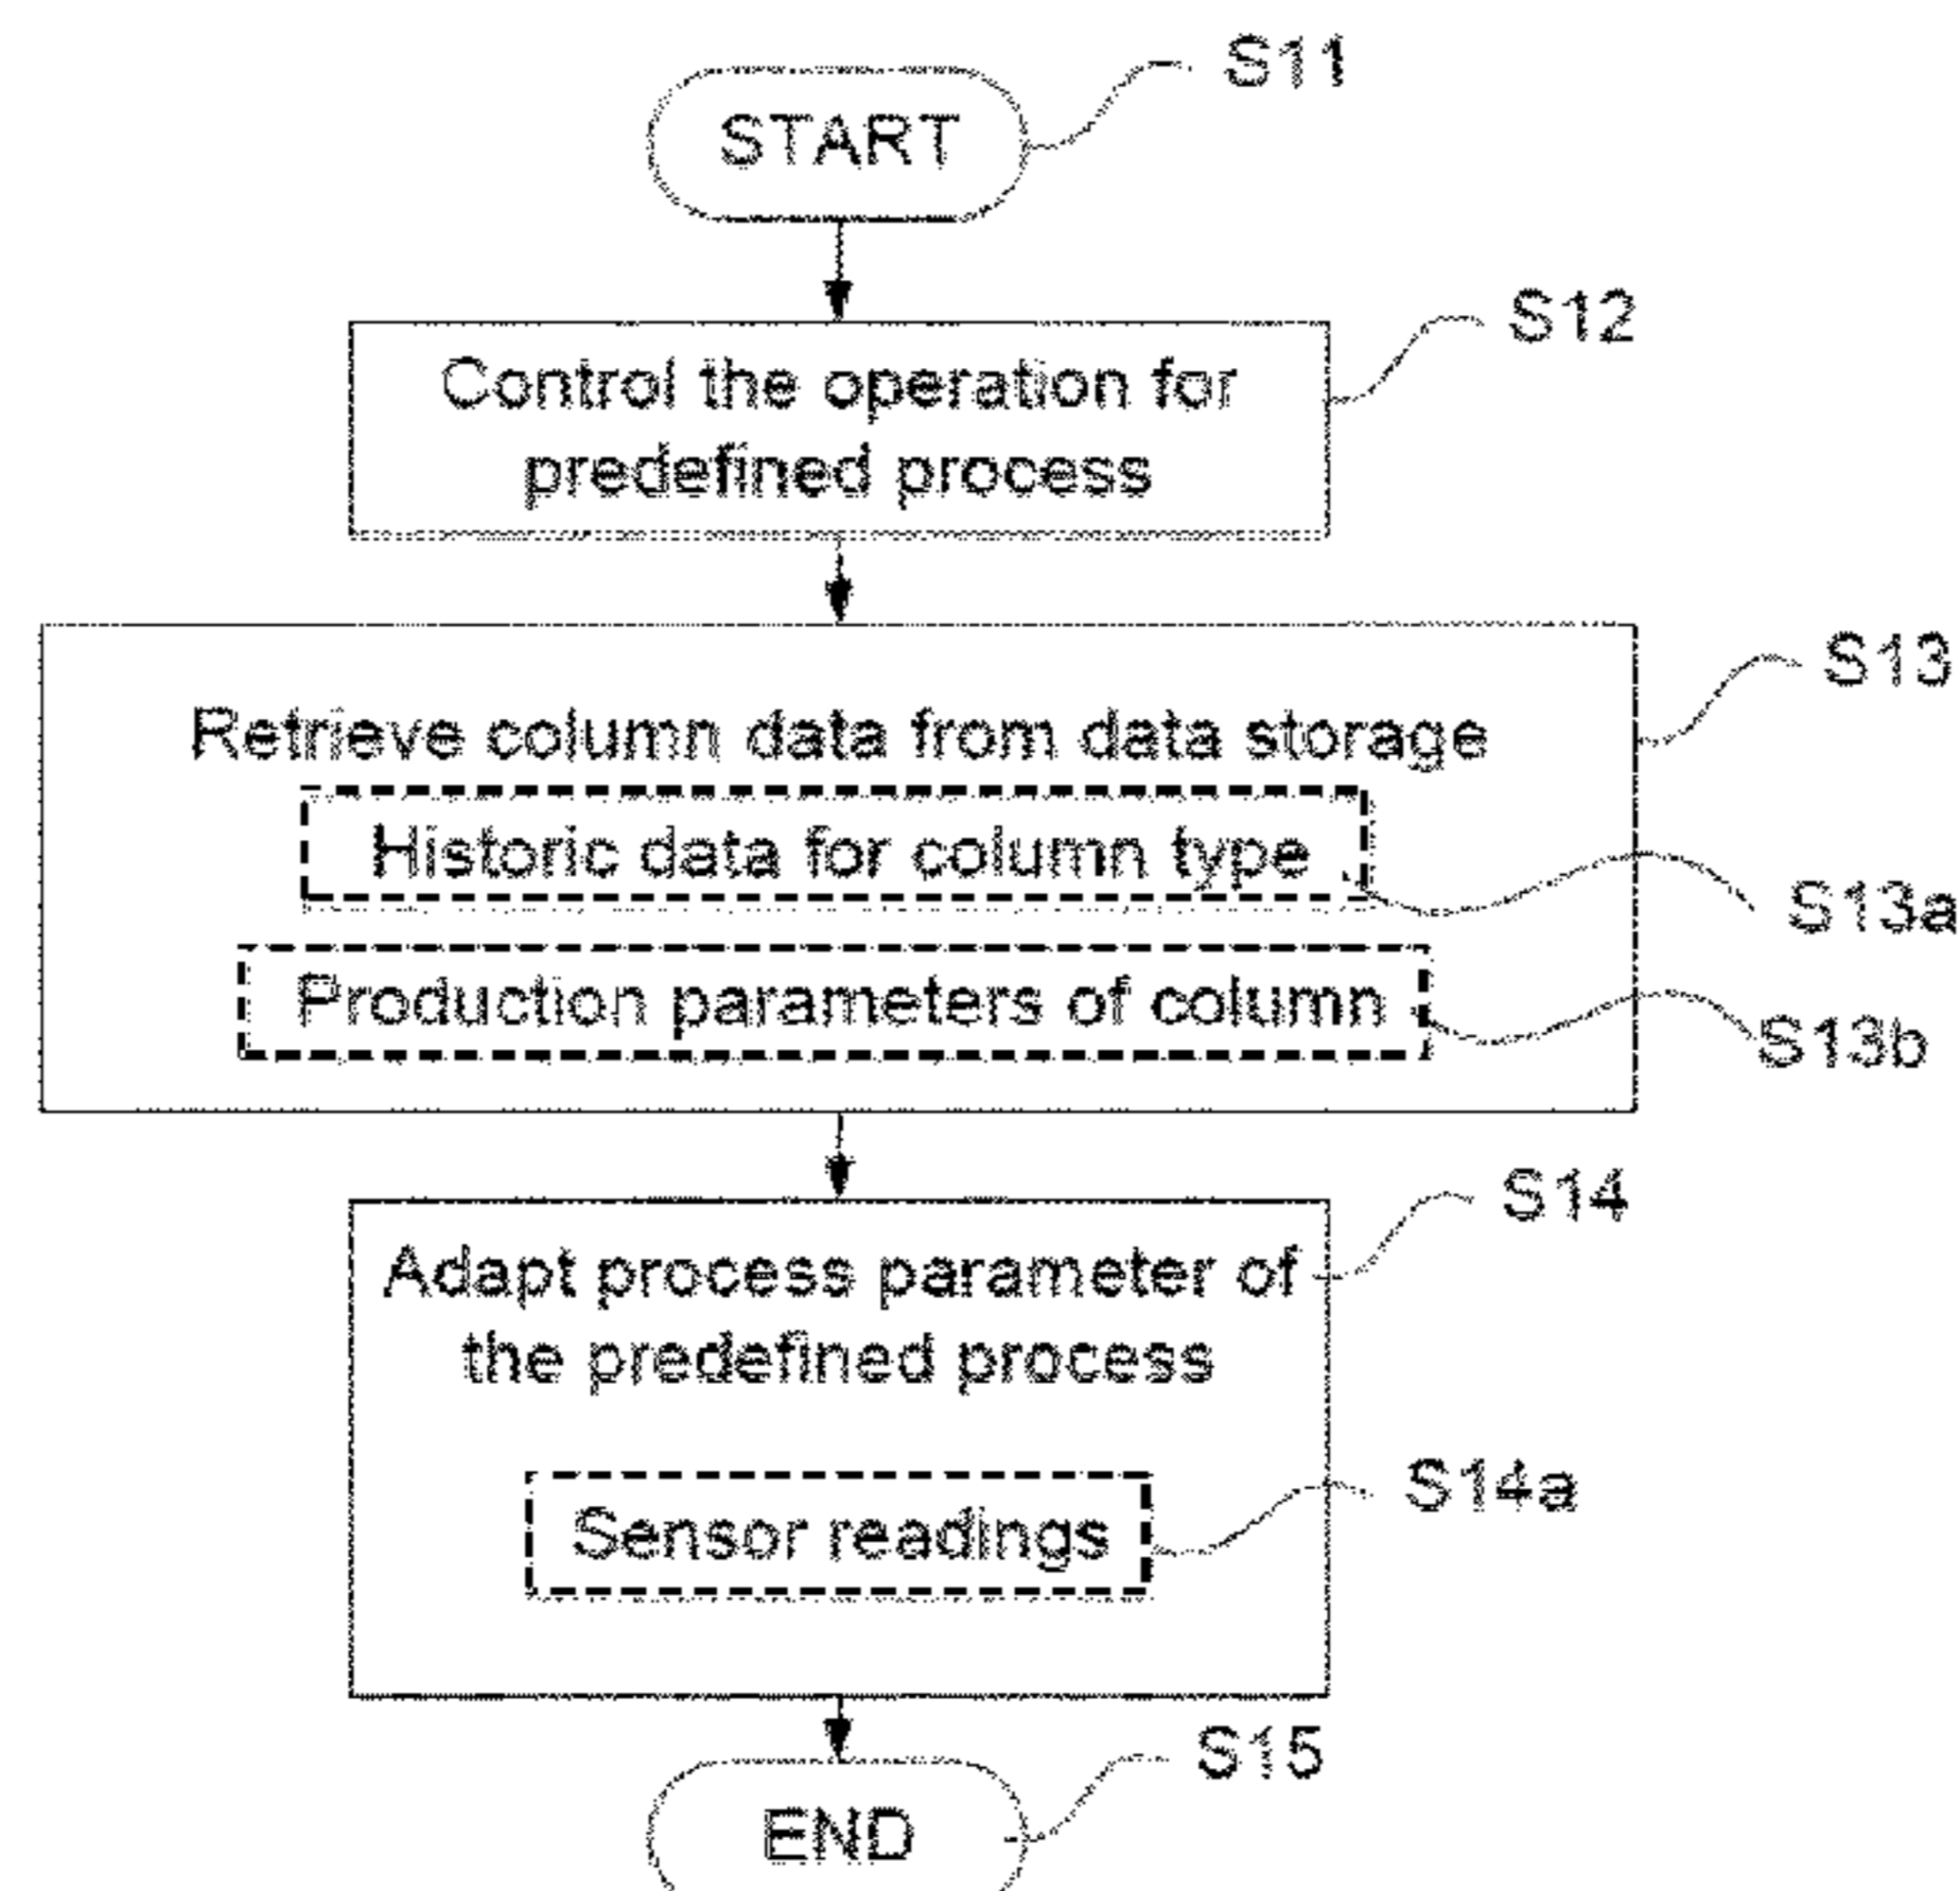 S11
START
S12
Control the operation for
predefined process
S13
Retrieve column data from data storage
Historic data for column type
S13a
Production parameters of column
S13b
S14
Adapt process parameter of
the predefined process
S14a
Sensor readings
S15
END